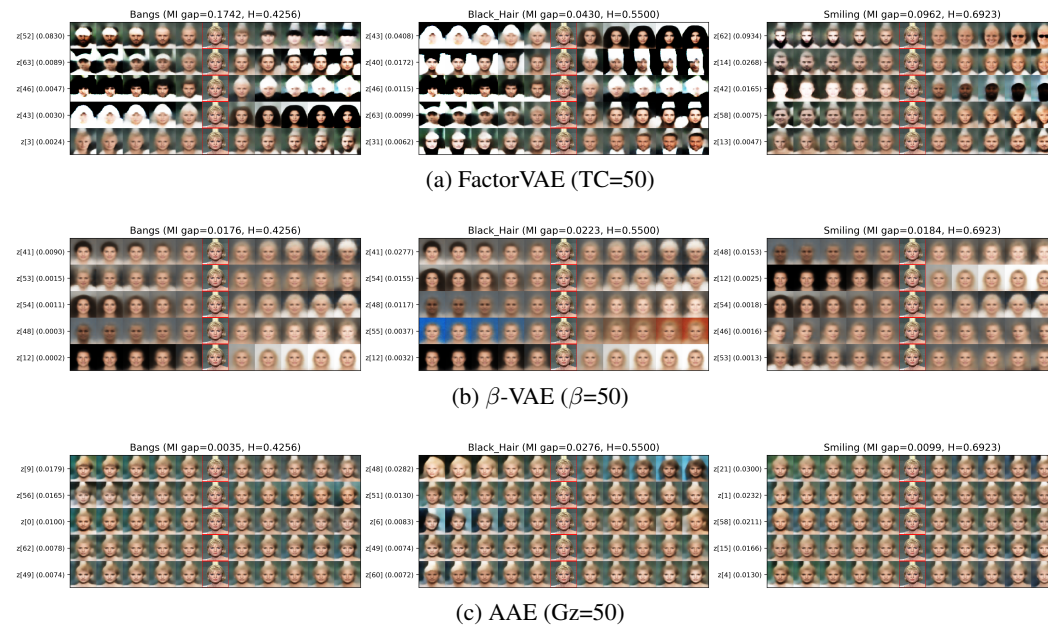 Bangs (MI gap=0.1742, H=0.4256)
z[52] (0.0830)
z[63] (0.0089)
z[46] (0.0047)
z[43] (0.0030)
z[3] (0.0024)
Black_Hair (MI gap=0.0430, H=0.5500)
z[43] (0.0408)
z[40] (0.0172)
z[46] (0.0115)
z[63] (0.0099)
z[31] (0.0062)
Smiling (MI gap=0.0962, H=0.6923)
z[62] (0.0934)
z[14] (0.0268)
z[42] (0.0165)
z[58] (0.0075)
z[13] (0.0047)
(a) FactorVAE (TC=50)
Bangs (MI gap=0.0176, H=0.4256)
z[41] (0.0090)
z[53] (0.0015)
z[54] (0.0011)
z[48] (0.0003)
z[12] (0.0002)
Black_Hair (MI gap=0.0223, H=0.5500)
z[41] (0.0277)
z[54] (0.0155)
z[48] (0.0117)
z[55] (0.0037)
z[12] (0.0032)
Smiling (MI gap=0.0184, H=0.6923)
z[48] (0.0153)
z[12] (0.0025)
z[54] (0.0018)
z[46] (0.0016)
z[53] (0.0013)
(b) β-VAE (β=50)
Bangs (MI gap=0.0035, H=0.4256)
z[9] (0.0179)
z[56] (0.0165)
z[0] (0.0100)
z[62] (0.0078)
z[49] (0.0074)
Black_Hair (MI gap=0.0276, H=0.5500)
z[48] (0.0282)
z[51] (0.0130)
z[6] (0.0083)
z[49] (0.0074)
z[60] (0.0072)
Smiling (MI gap=0.0099, H=0.6923)
z[21] (0.0300)
z[1] (0.0232)
z[58] (0.0211)
z[15] (0.0166)
z[4] (0.0130)
(c) AAE (Gz=50)